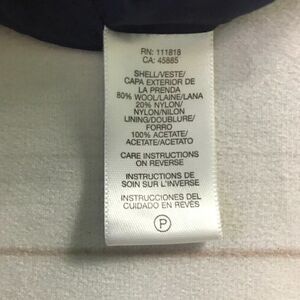 RN: 111818
CA: 45885
SHELL/VESTE/
CAPA EXTERIOR DE
LA PRENDA
80% WOOL/LAINE/LANA
20% NYLON/
NYLON/NILON
LINING/DOUBLURE/
FORRO
100% ACETATE/
ACETATE/ACETATO
CARE INSTRUCTIONS
ON REVERSE
INSTRUCTIONS DE
SOIN SUR L'INVERSE
INSTRUCCIONES DEL
CUIDADO EN REVÉS
P